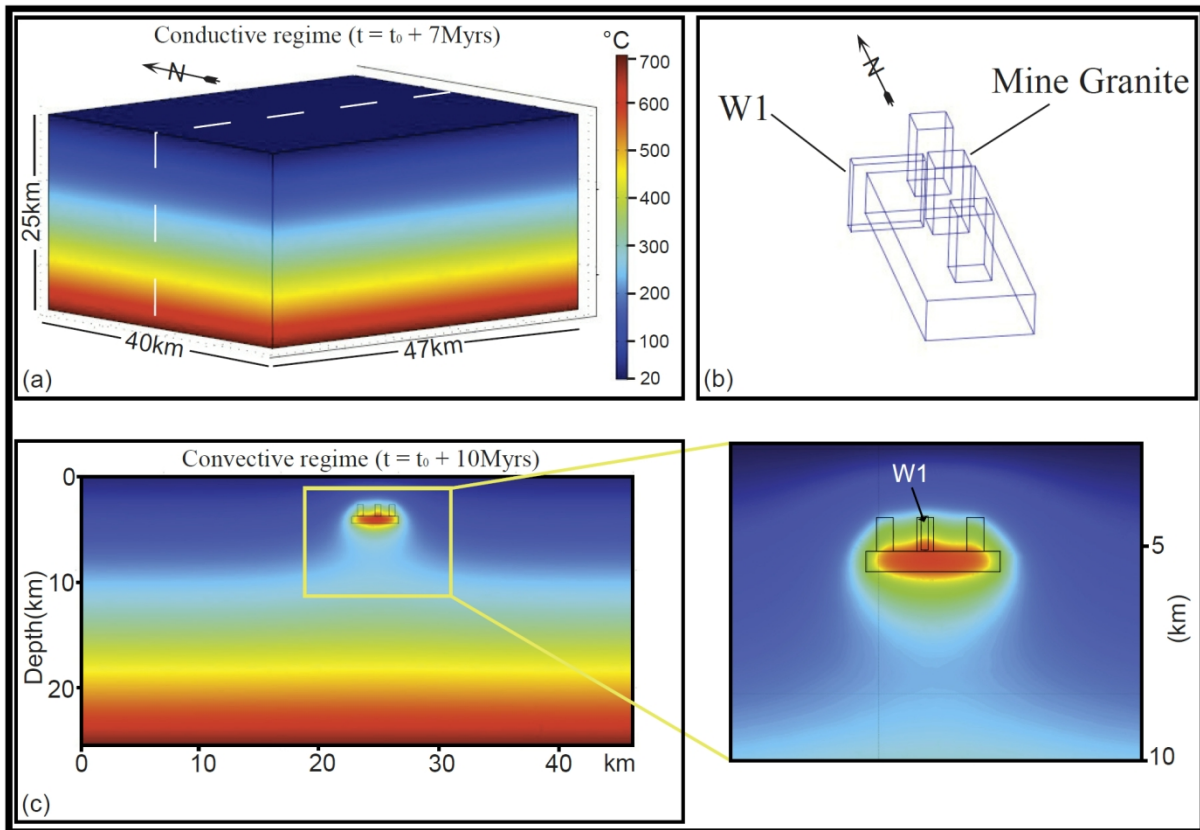 Conductive regime (t = t₀ + 7Myrs)
°C
N
700
600
500
400
300
200
100
20
25km
40km
47km
(a)
N
Mine Granite
W1
(b)
Convective regime (t = t₀ + 10Myrs)
0
10
20
Depth(km)
0
10
20
30
40
km
(c)
W1
5
(km)
10